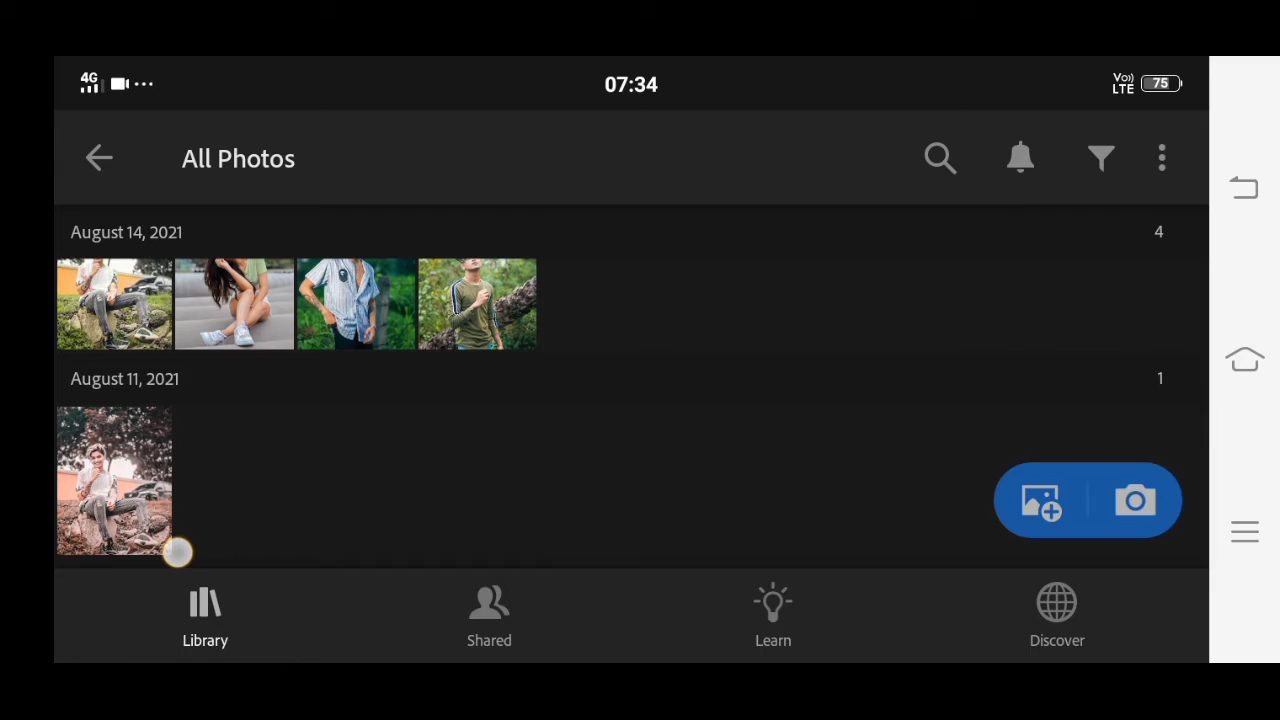 4G
07:34
Vo))
LTE
75
All Photos
August 14, 2021
4
August 11, 2021
1
Library
Shared
Learn
Discover